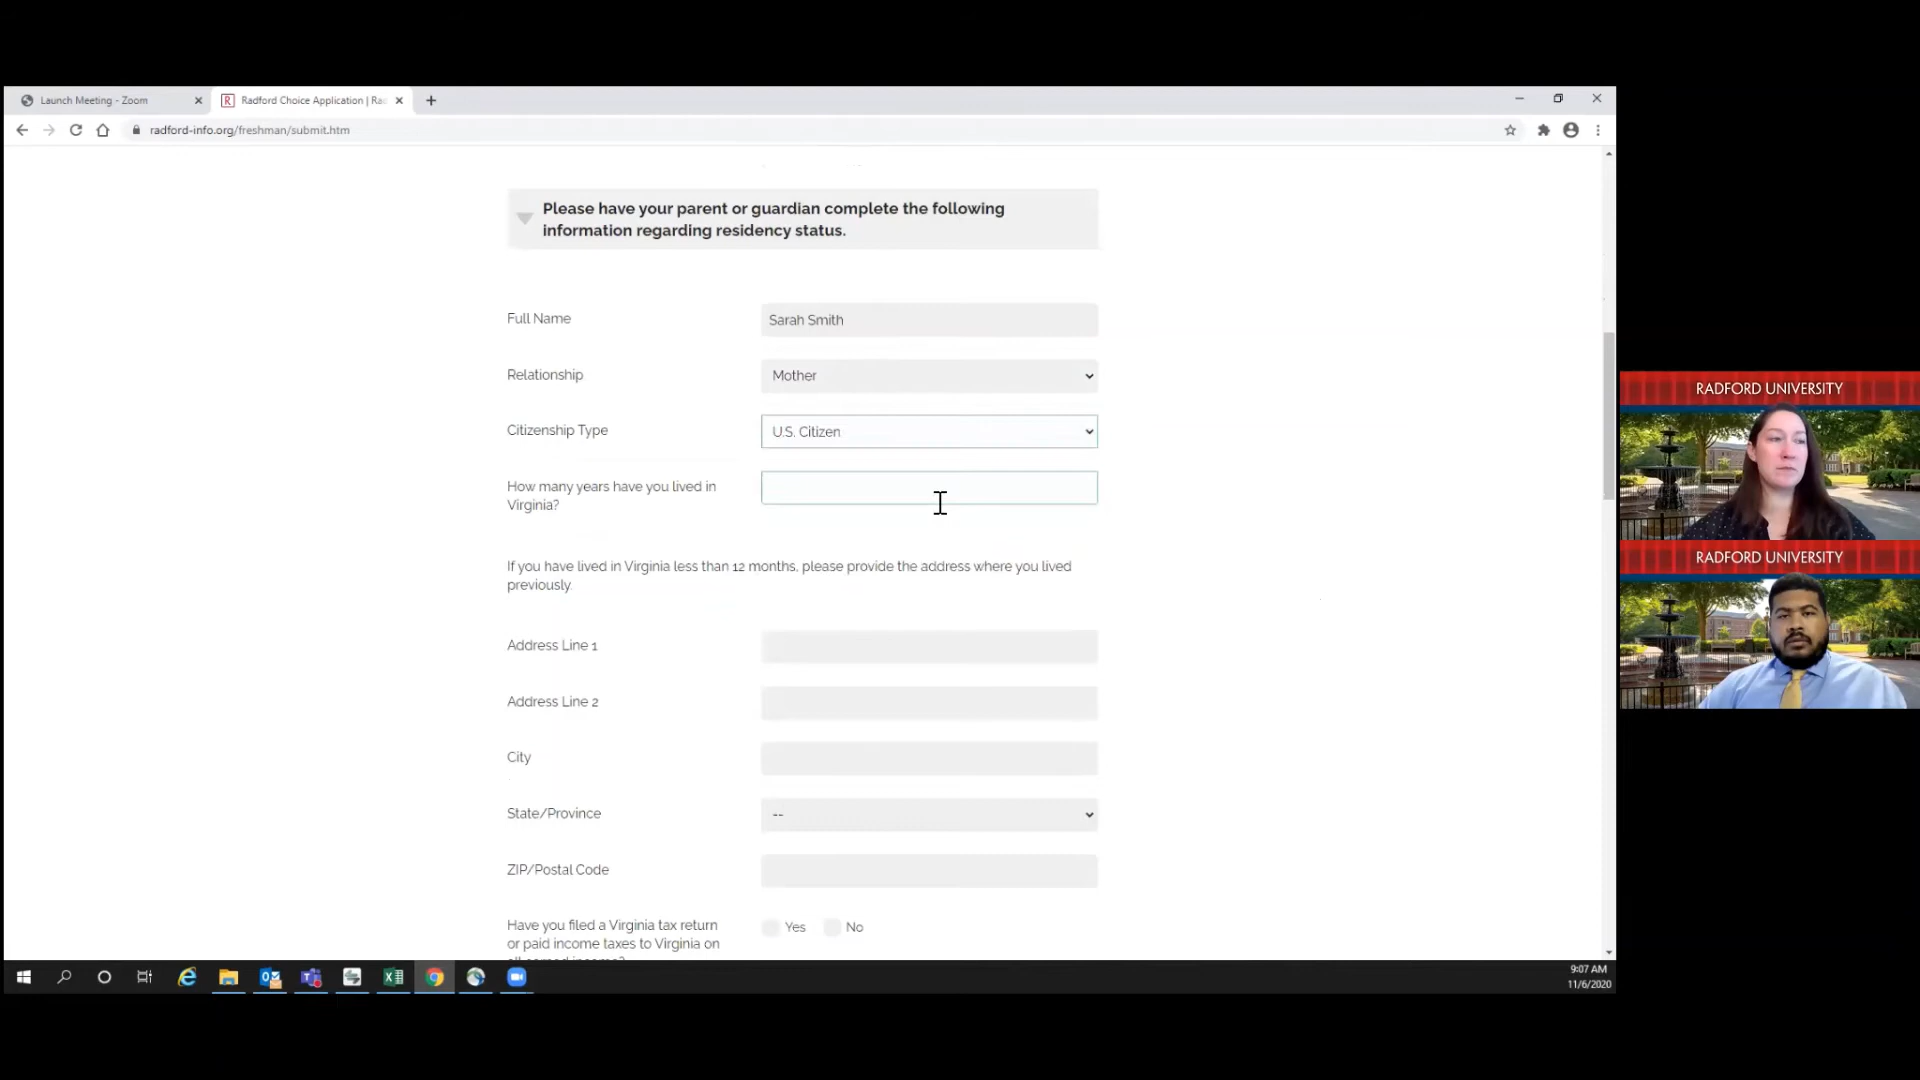 Launch Meeting - Zoom
R Radford Choice Application | Rad
radford-info.org/freshman/submit.htm
Please have your parent or guardian complete the following
information regarding residency status.
Full Name
Sarah Smith
Relationship
Mother
Citizenship Type
U.S. Citizen
How many years have you lived in
Virginia?
If you have lived in Virginia less than 12 months, please provide the address where you lived
previously.
Address Line 1
Address Line 2
City
State/Province
--
ZIP/Postal Code
Have you filed a Virginia tax return
or paid income taxes to Virginia on
all earned income?
Yes
No
RADFORD UNIVERSITY
RADFORD UNIVERSITY
9:07 AM
11/6/2020